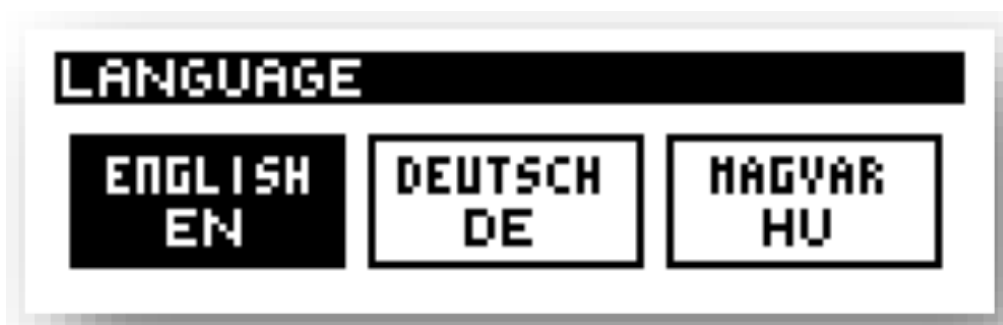 LANGUAGE
ENGLISH
EN
DEUTSCH
DE
MAGYAR
HU